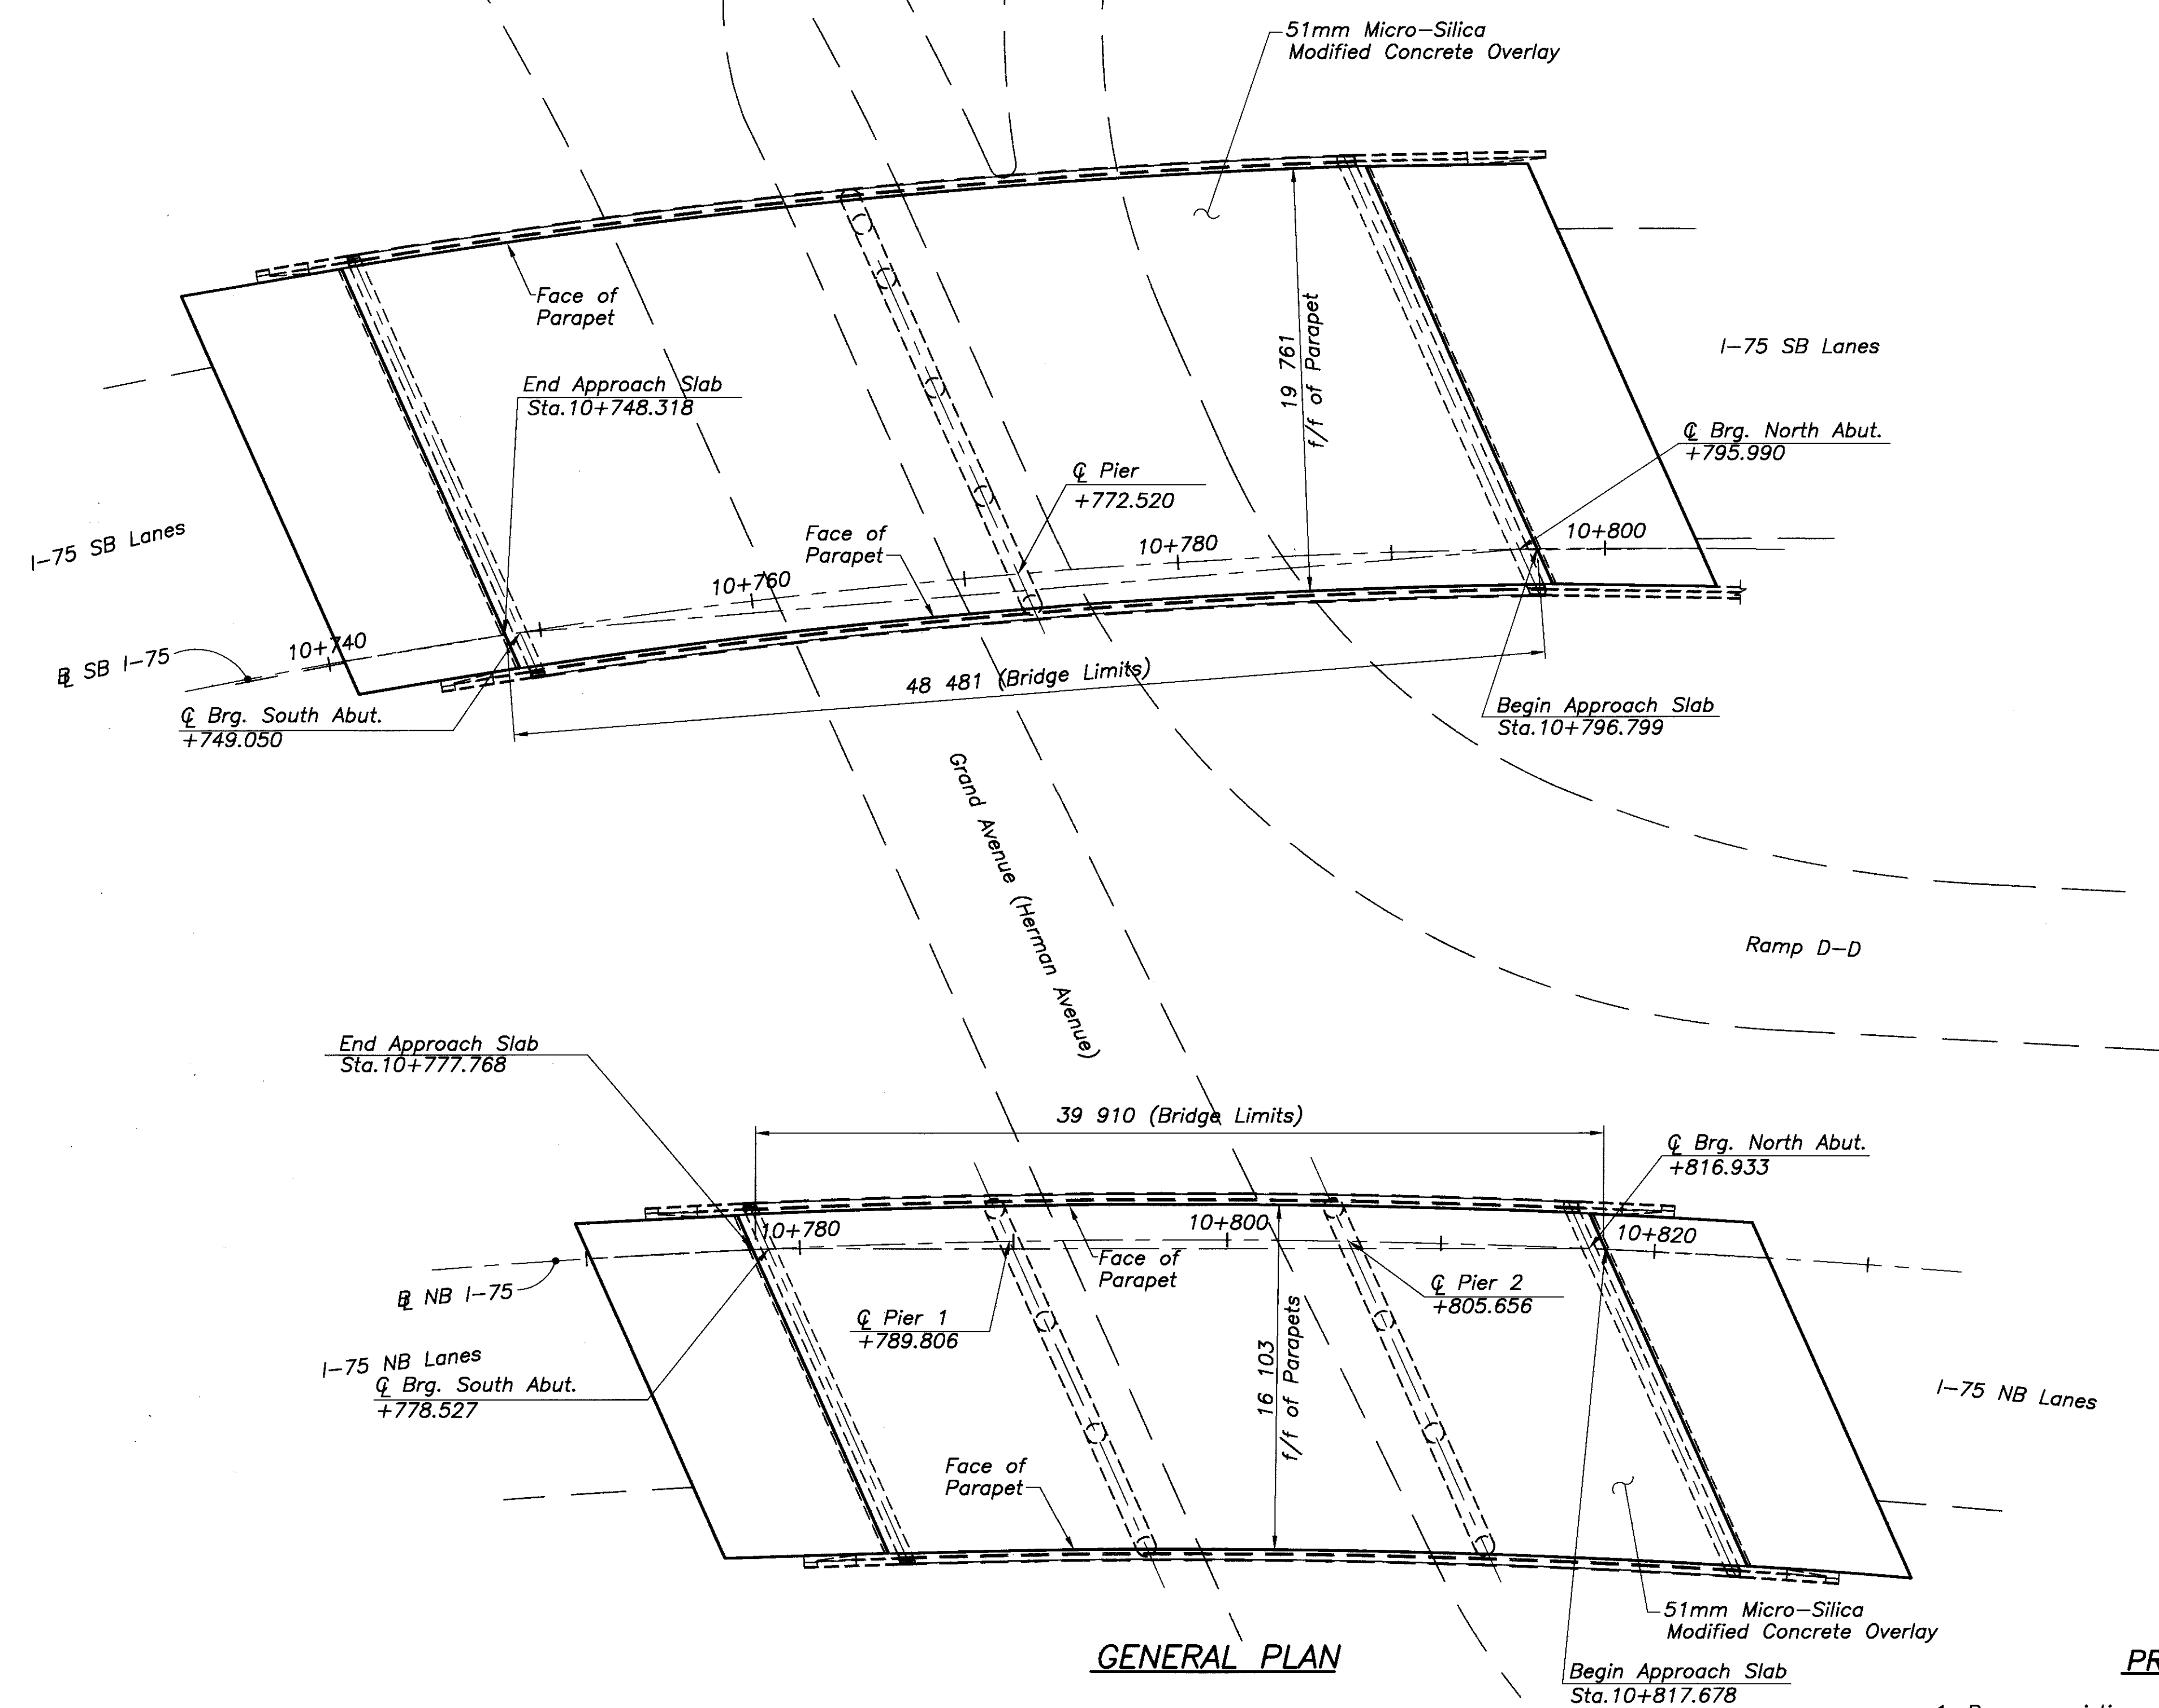 51mm Micro-Silica
Modified Concrete Overlay
Face of
Parapet
End Approach Slab
Sta.10+748.318
19 761
f/f of Parapet
I-75 SB Lanes
℄ Brg. North Abut.
+795.990
℄ Pier
+772.520
I-75 SB Lanes
Face of
Parapet
10+740
10+760
10+780
10+800
SB I-75
℄ Brg. South Abut.
+749.050
48 481 (Bridge Limits)
Begin Approach Slab
Sta.10+796.799
Grand Avenue (Herman Avenue)
Ramp D-D
End Approach Slab
Sta.10+777.768
39 910 (Bridge Limits)
℄ Brg. North Abut.
+816.933
10+780
10+800
10+820
NB I-75
Face of
Parapet
℄ Pier 1
+789.806
℄ Pier 2
+805.656
I-75 NB Lanes
℄ Brg. South Abut.
+778.527
16 103
f/f of Parapets
I-75 NB Lanes
Face of
Parapet
51mm Micro-Silica
Modified Concrete Overlay
GENERAL PLAN
Begin Approach Slab
Sta.10+817.678
PR